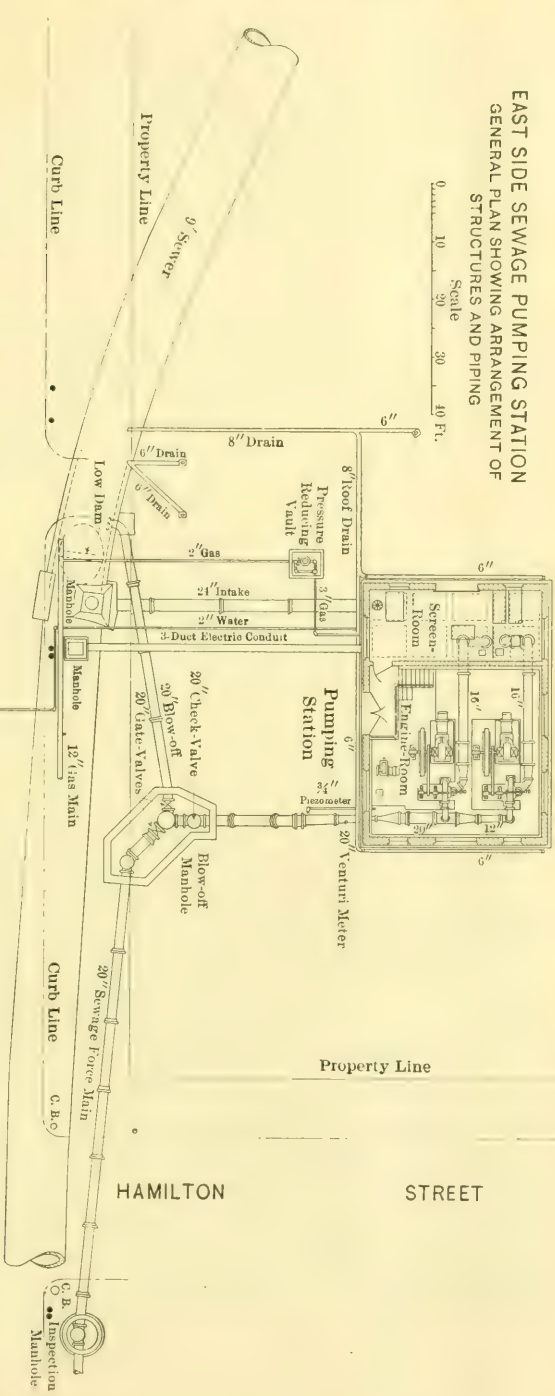 EAST SIDE SEWAGE PUMPING STATION
GENERAL PLAN SHOWING ARRANGEMENT OF
STRUCTURES AND PIPING
Scale
0 10 20 30 40 Ft.
Property Line
9' Sewer
Curb Line
6"
8" Drain
6" Drain
6" Drain
8" Roof Drain
Low Dam
Pressure
Reducing
Vault
2" Gas
3" Gas
24" Intake
2" Water
3-Duct Electric Conduit
Manhole
Manhole
12" Gas Main
6"
Screen-
Room
Engine-Room
16"
16"
20"
12"
6"
6"
Pumping
Station
20" Check-Valve
20" Blow-off
20" Gate-Valves
3/4"
Piezometer
20" Venturi Meter
Blow-off
Manhole
20" Sewage Force Main
Curb Line
C. B.
Property Line
HAMILTON STREET
C. B.
Inspection
Manhole